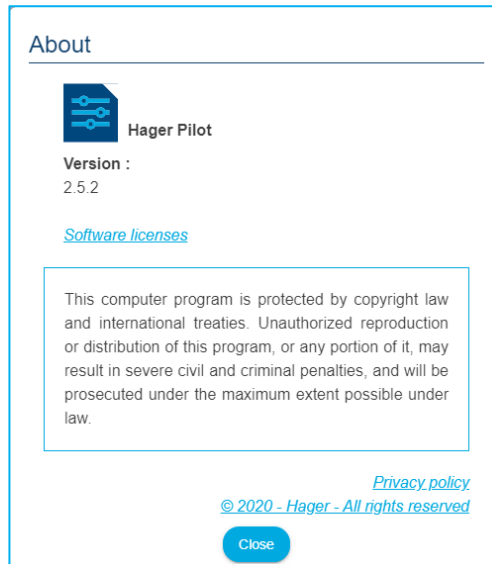 About
Hager Pilot
Version :
2.5.2
Software licenses
This computer program is protected by copyright law
and international treaties. Unauthorized reproduction
or distribution of this program, or any portion of it, may
result in severe civil and criminal penalties, and will be
prosecuted under the maximum extent possible under
law.
Privacy policy
© 2020 - Hager - All rights reserved
Close